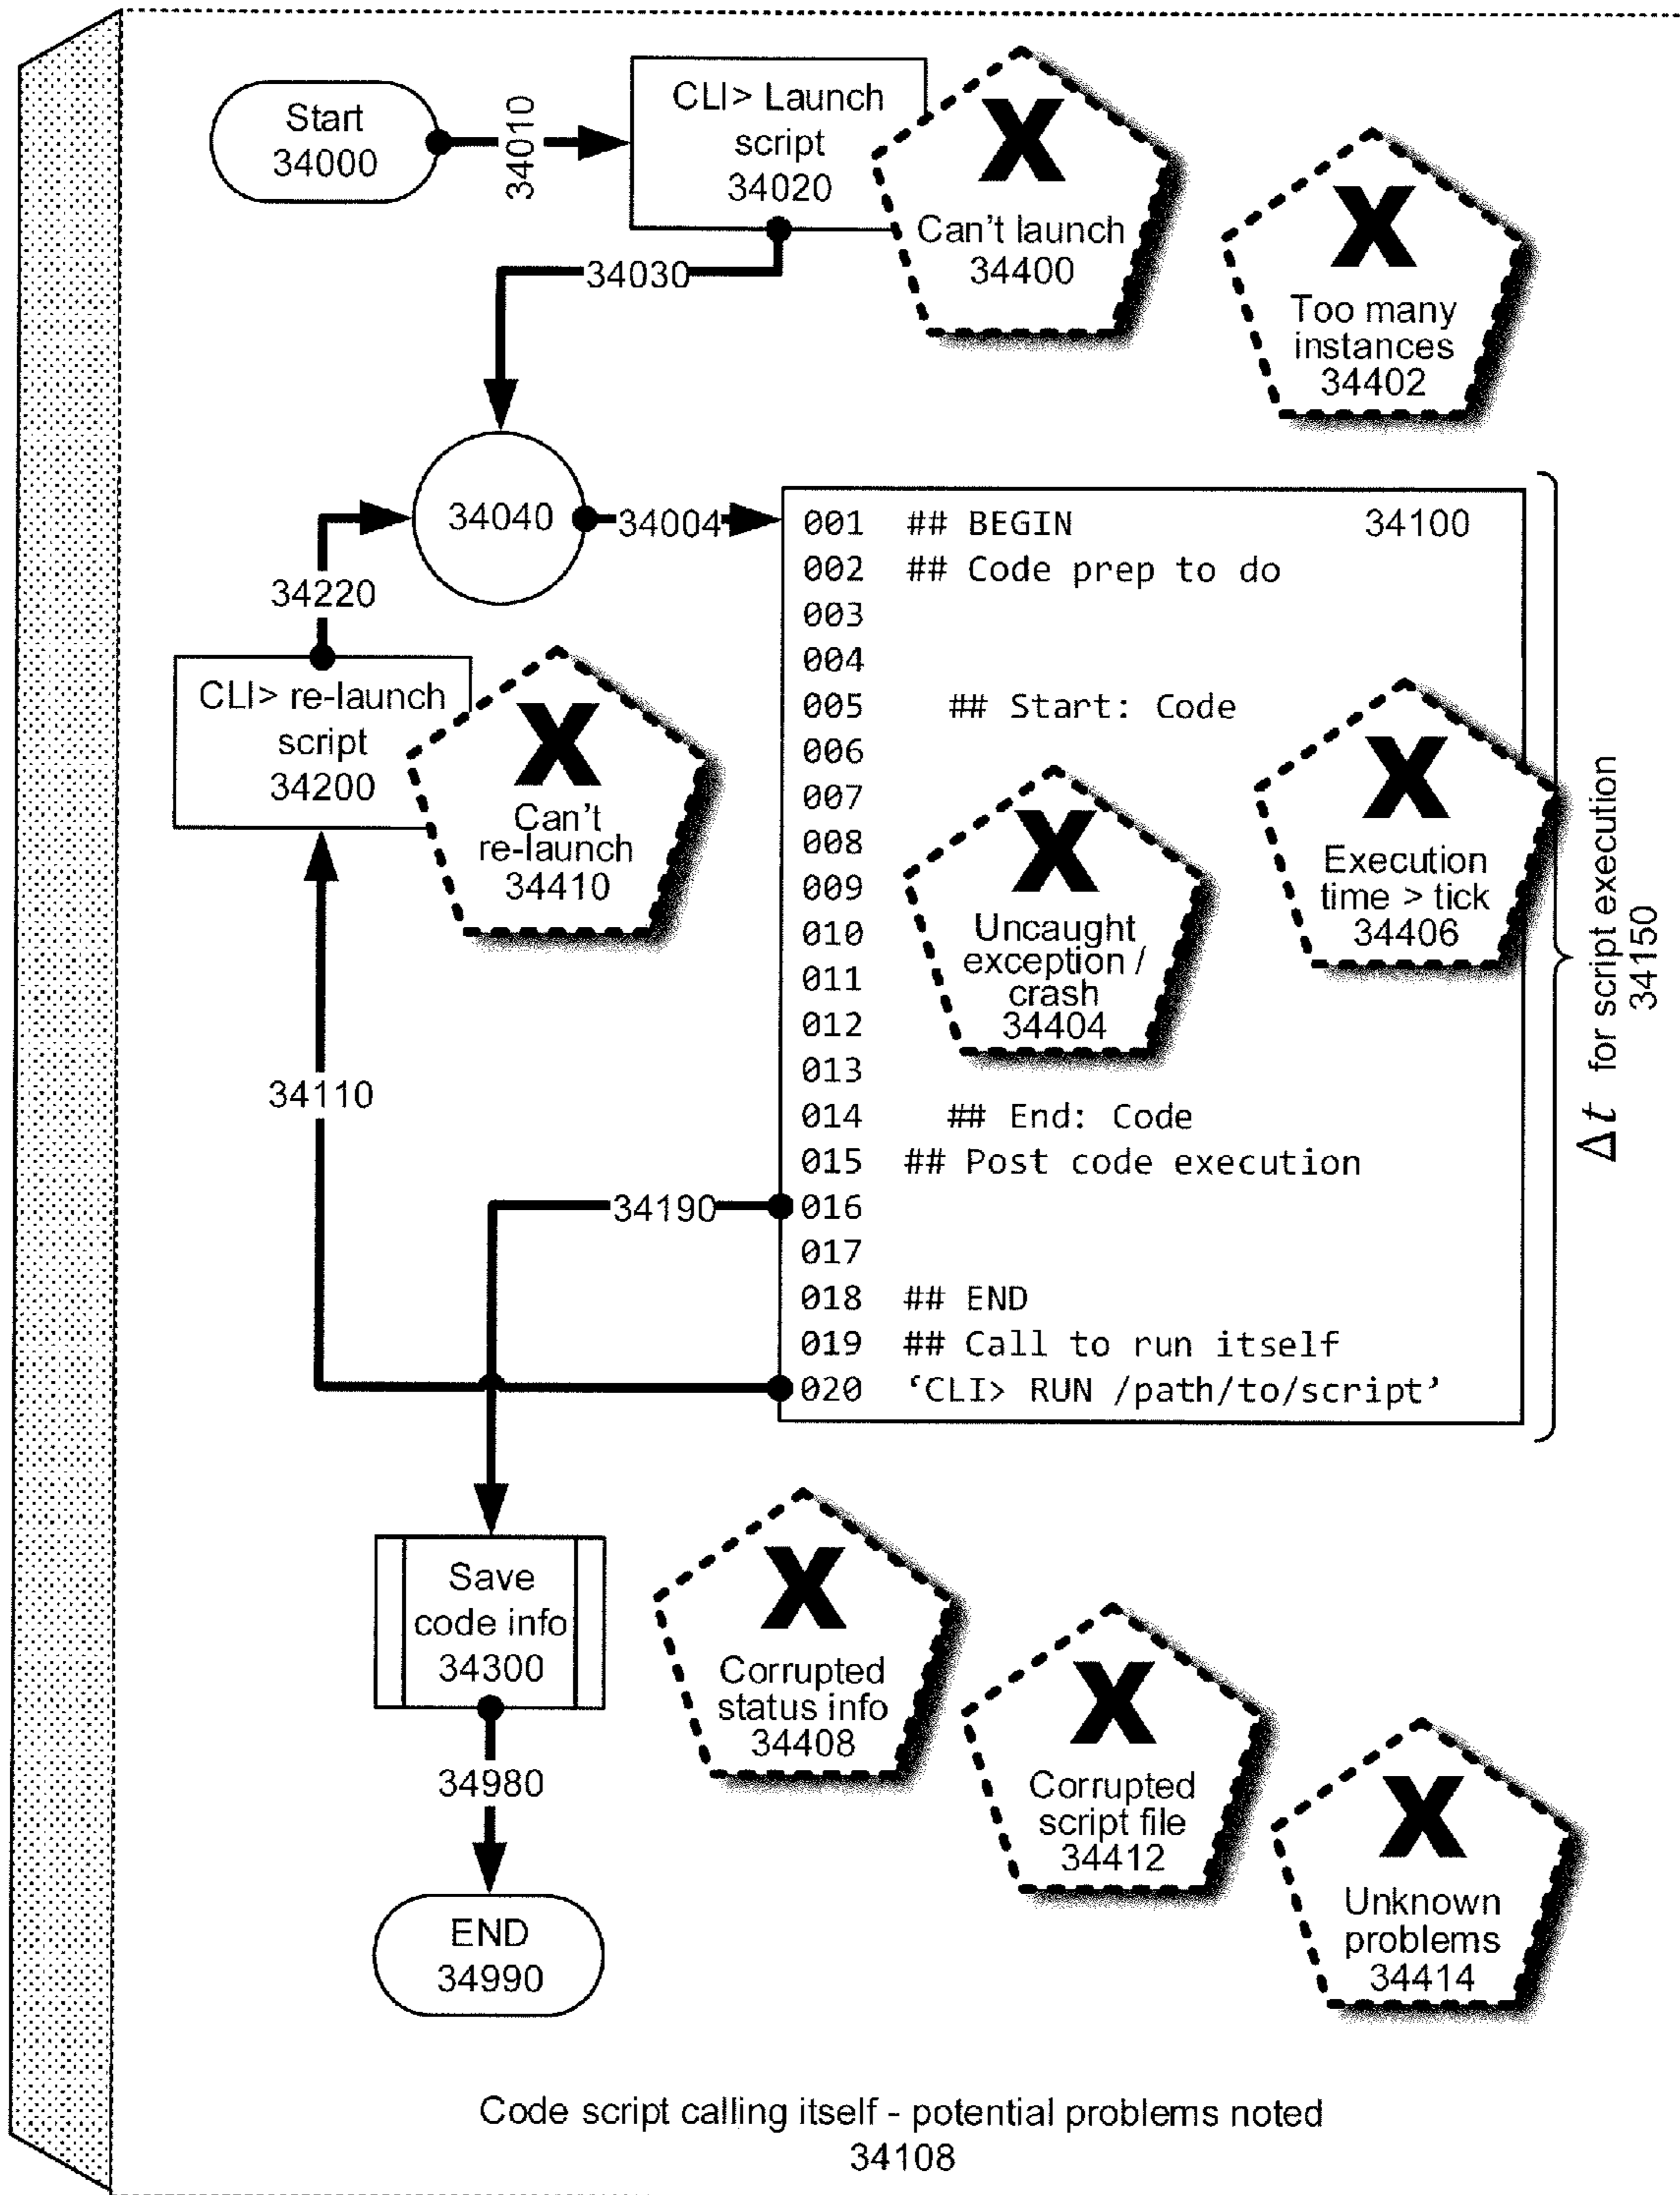 Start
34000
34010
CLI> Launch
script
34020
Can't launch
34400
Too many
instances
34402
34030
34040
34004
34220
CLI> re-launch
script
34200
Can't
re-launch
34410
34110
001 ## BEGIN 34100
002 ## Code prep to do
003
004
005 ## Start: Code
006
007
008
009
010
011
012
013
014 ## End: Code
015 ## Post code execution
016
017
018 ## END
019 ## Call to run itself
020 ‘CLI> RUN /path/to/script’
Uncaught
exception /
crash
34404
Execution
time > tick
34406
Δt for script execution
34150
34190
Save
code info
34300
34980
END
34990
Corrupted
status info
34408
Corrupted
script file
34412
Unknown
problems
34414
Code script calling itself - potential problems noted
34108
X
X
X
X
X
X
X
X